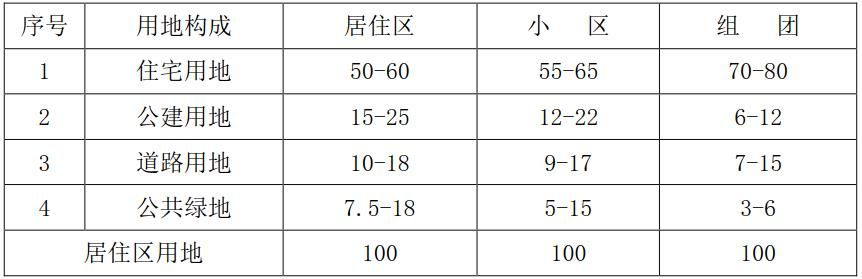 序号 用地构成 居住区 小 区 组 团
1 住宅用地 50-60 55-65 70-80
2 公建用地 15-25 12-22 6-12
3 道路用地 10-18 9-17 7-15
4 公共绿地 7.5-18 5-15 3-6
居住区用地 100 100 100